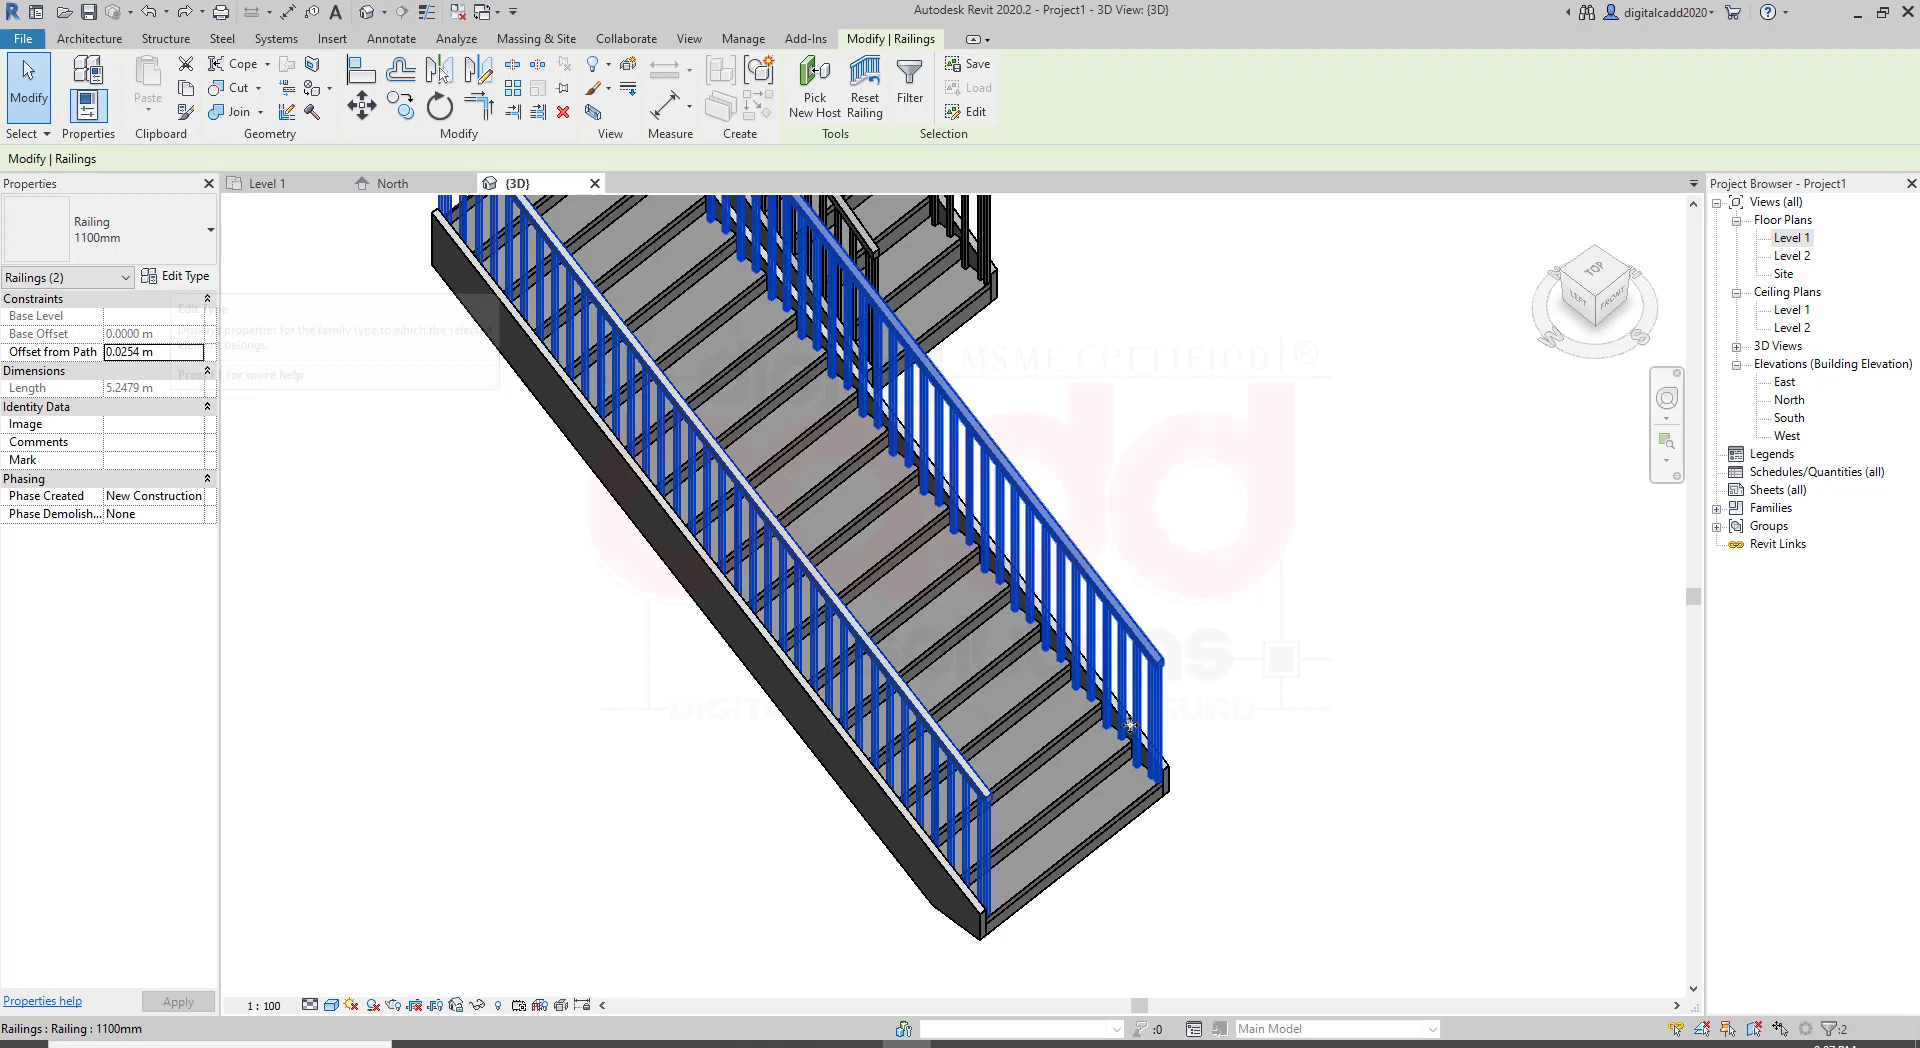 Autodesk Revit 2020.2 - Project1 - 3D View: {3D}
digitalcadd2020
File Architecture Structure Steel Systems Insert Annotate Analyze Massing & Site Collaborate View Manage Add-Ins Modify | Railings
Modify
Paste
Cope
Cut
Join
Pick
New Host
Reset
Railing
Filter
Save
Load
Edit
Select Properties Clipboard Geometry Modify View Measure Create Tools Selection
Modify | Railings
Properties
Level 1
North
{3D}
Project Browser - Project1
Railing
1100mm
Railings (2)
Edit Type
Constraints
Base Level
Base Offset 0.0000 m
Offset from Path 0.0254 m
Dimensions
Length 5.2479 m
Identity Data
Image
Comments
Mark
Phasing
Phase Created New Construction
Phase Demolish... None
Properties help
Apply
MSME CERTIFIED ®
TOP
LEFT
FRONT
W
S
Views (all)
Floor Plans
Level 1
Level 2
Site
Ceiling Plans
Level 1
Level 2
3D Views
Elevations (Building Elevation)
East
North
South
West
Legends
Schedules/Quantities (all)
Sheets (all)
Families
Groups
Revit Links
1 : 100
Railings : Railing : 1100mm
:0
Main Model
:2